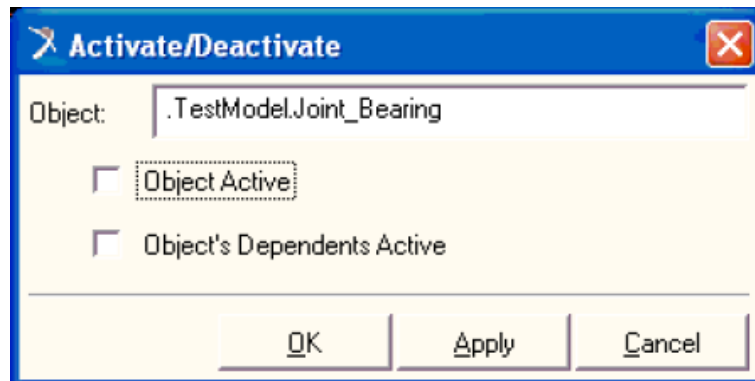 Activate/Deactivate
Object: .TestModel.Joint_Bearing
Object Active
Object's Dependents Active
OK Apply Cancel